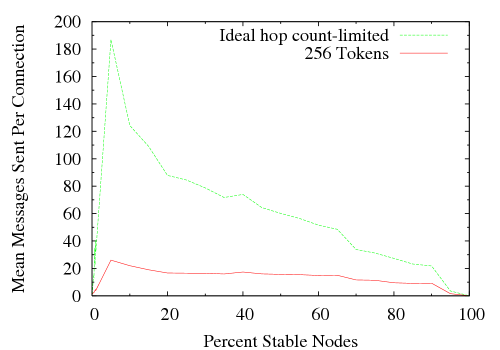 200
180
160
140
120
100
80
60
40
20
0
Mean Messages Sent Per Connection
Ideal hop count-limited
256 Tokens
0 20 40 60 80 100
Percent Stable Nodes